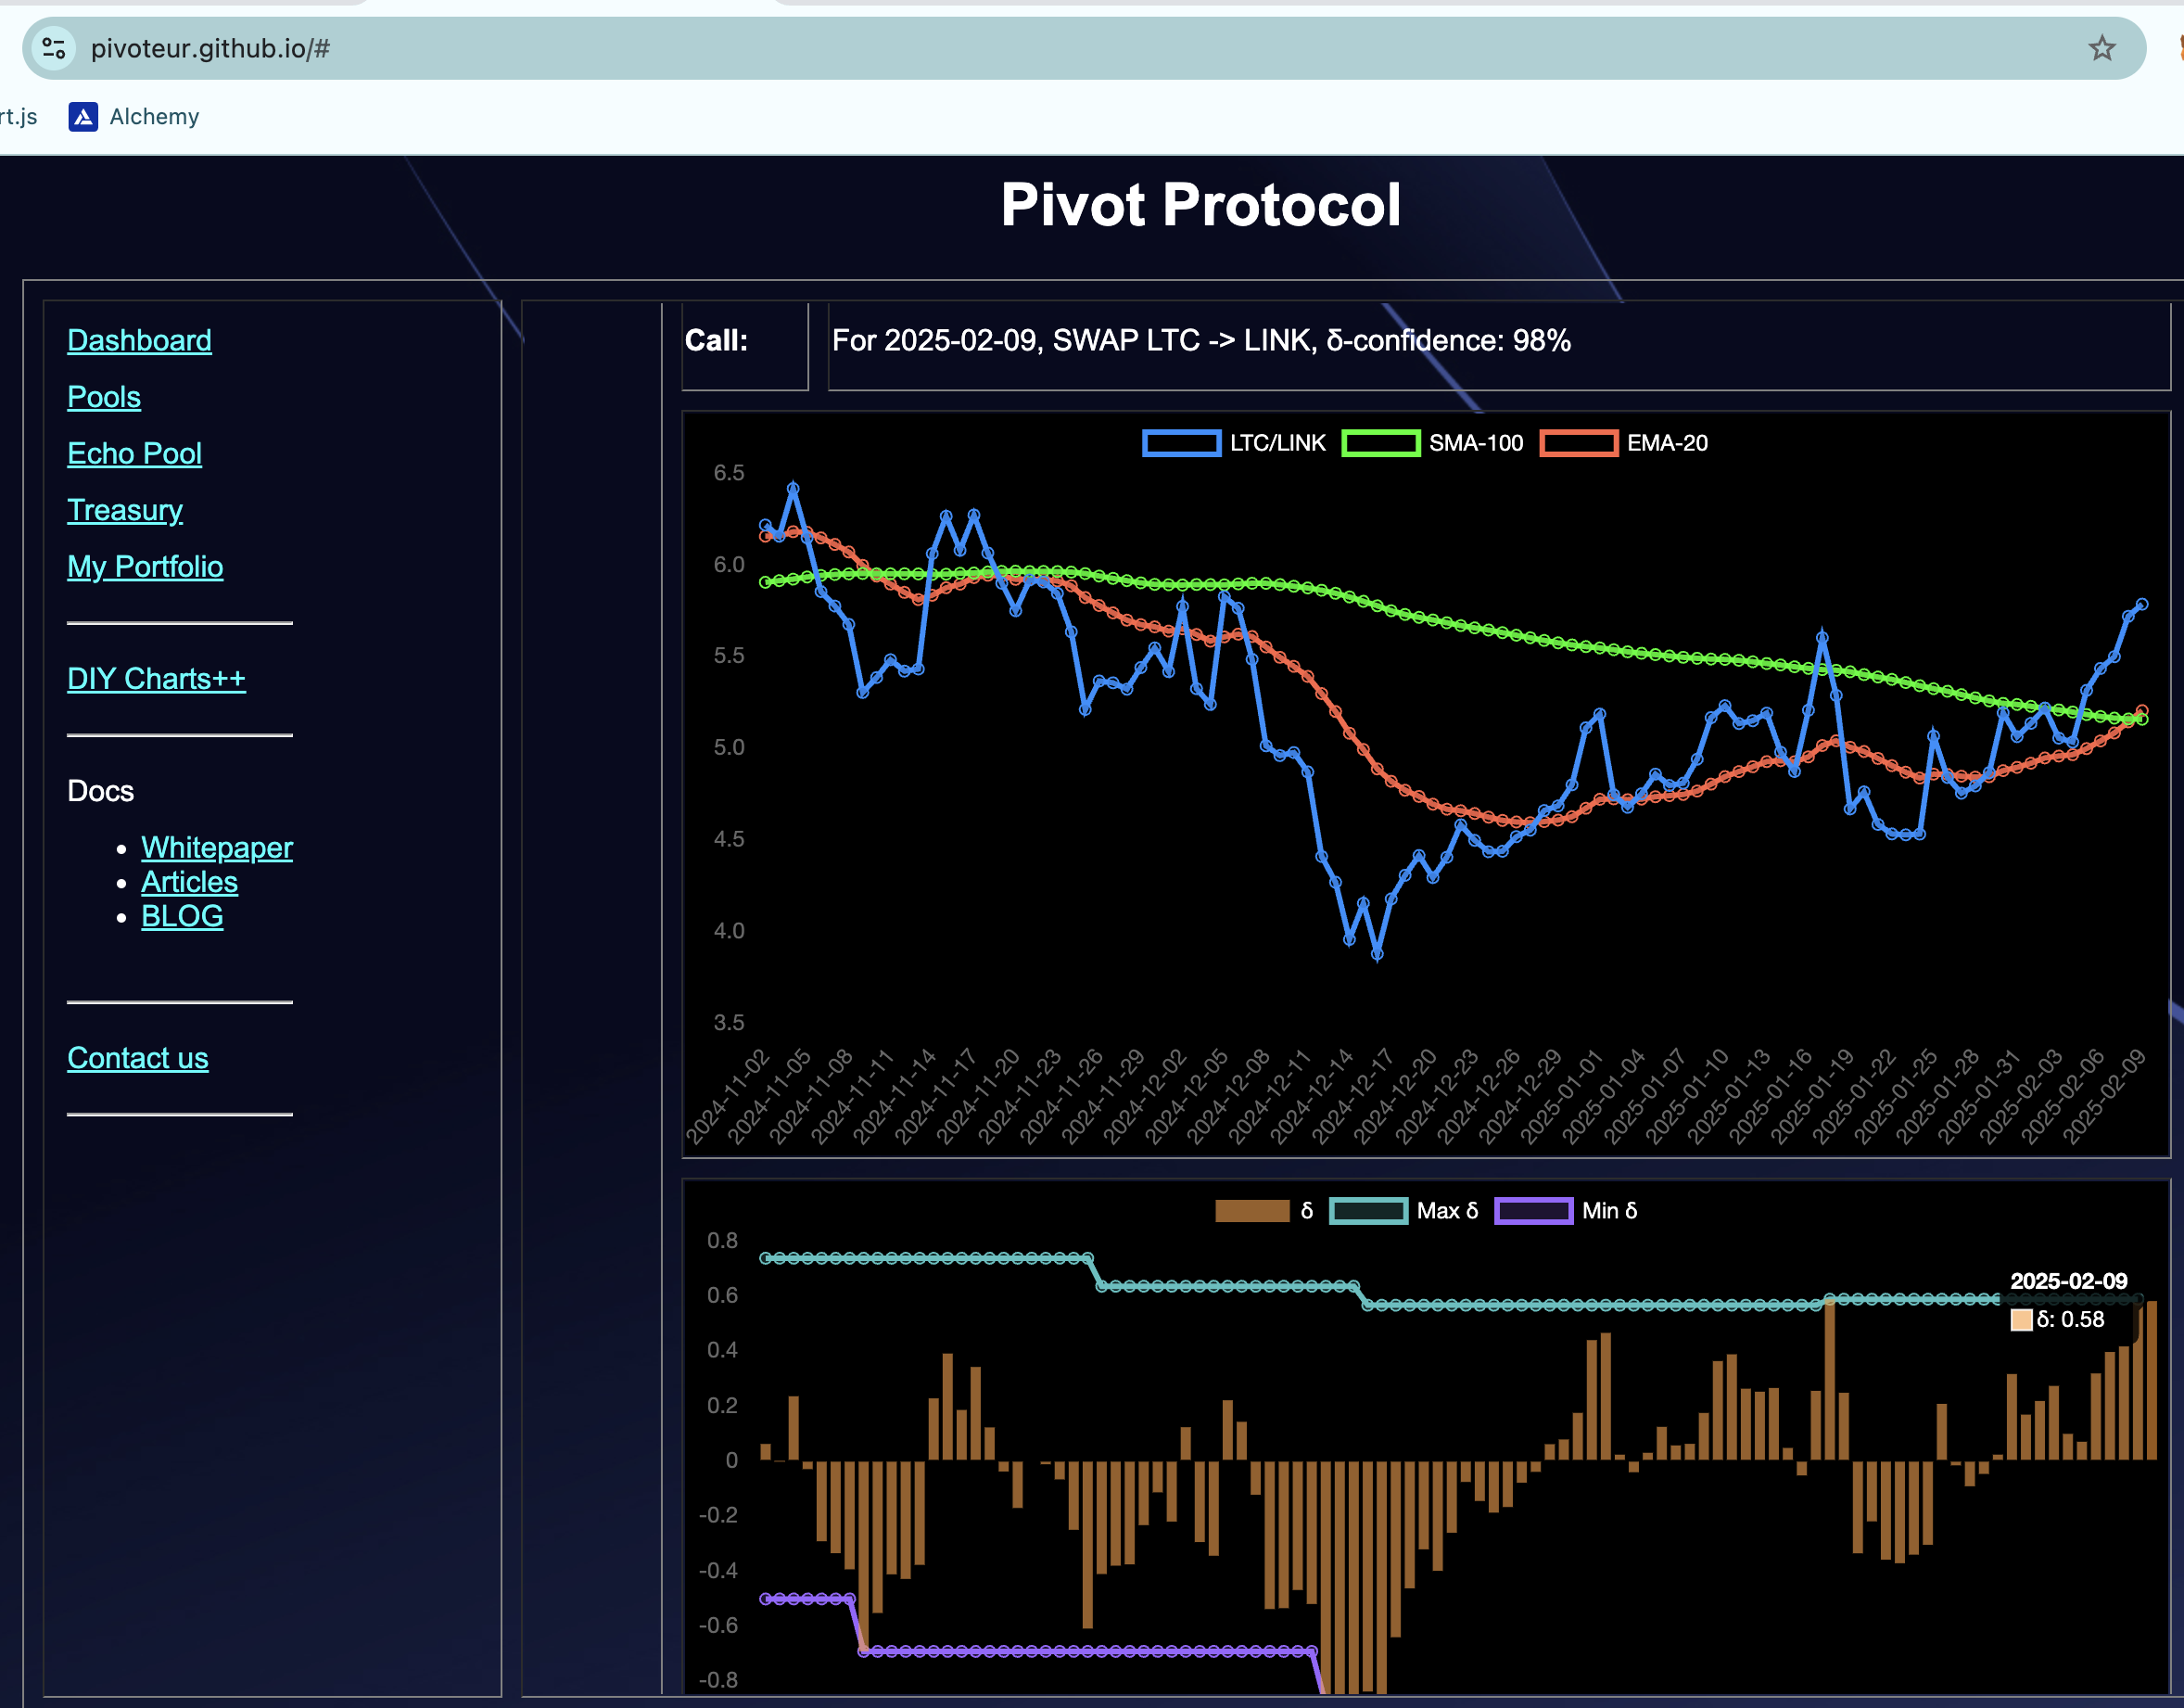 pivoteur.github.io/#
rt.js Alchemy
Pivot Protocol
Dashboard
Pools
Echo Pool
Treasury
My Portfolio
DIY Charts++
Docs
• Whitepaper
• Articles
• BLOG
Contact us
Call: For 2025-02-09, SWAP LTC -> LINK, δ-confidence: 98%
LTC/LINK SMA-100 EMA-20
6.5
6.0
5.5
5.0
4.5
4.0
3.5
2024-11-02 2024-11-05 2024-11-08 2024-11-11 2024-11-14 2024-11-17 2024-11-20 2024-11-23 2024-11-26 2024-11-29 2024-12-02 2024-12-05 2024-12-08 2024-12-11 2024-12-14 2024-12-17 2024-12-20 2024-12-23 2024-12-26 2024-12-29 2025-01-01 2025-01-04 2025-01-07 2025-01-10 2025-01-13 2025-01-16 2025-01-19 2025-01-22 2025-01-25 2025-01-28 2025-01-31 2025-02-03 2025-02-06 2025-02-09
δ Max δ Min δ
0.8
0.6
0.4
0.2
0
-0.2
-0.4
-0.6
-0.8
2025-02-09
δ: 0.58